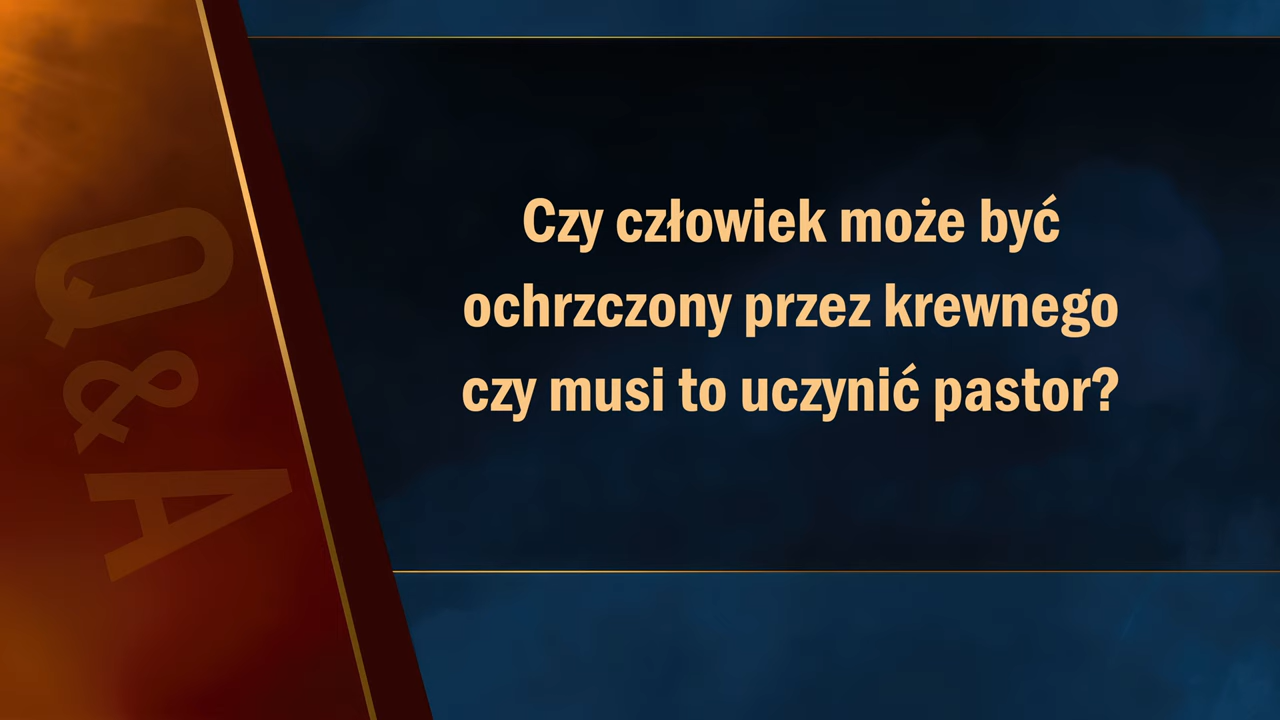 Q&A
Czy człowiek może być
ochrzczony przez krewnego
czy musi to uczynić pastor?